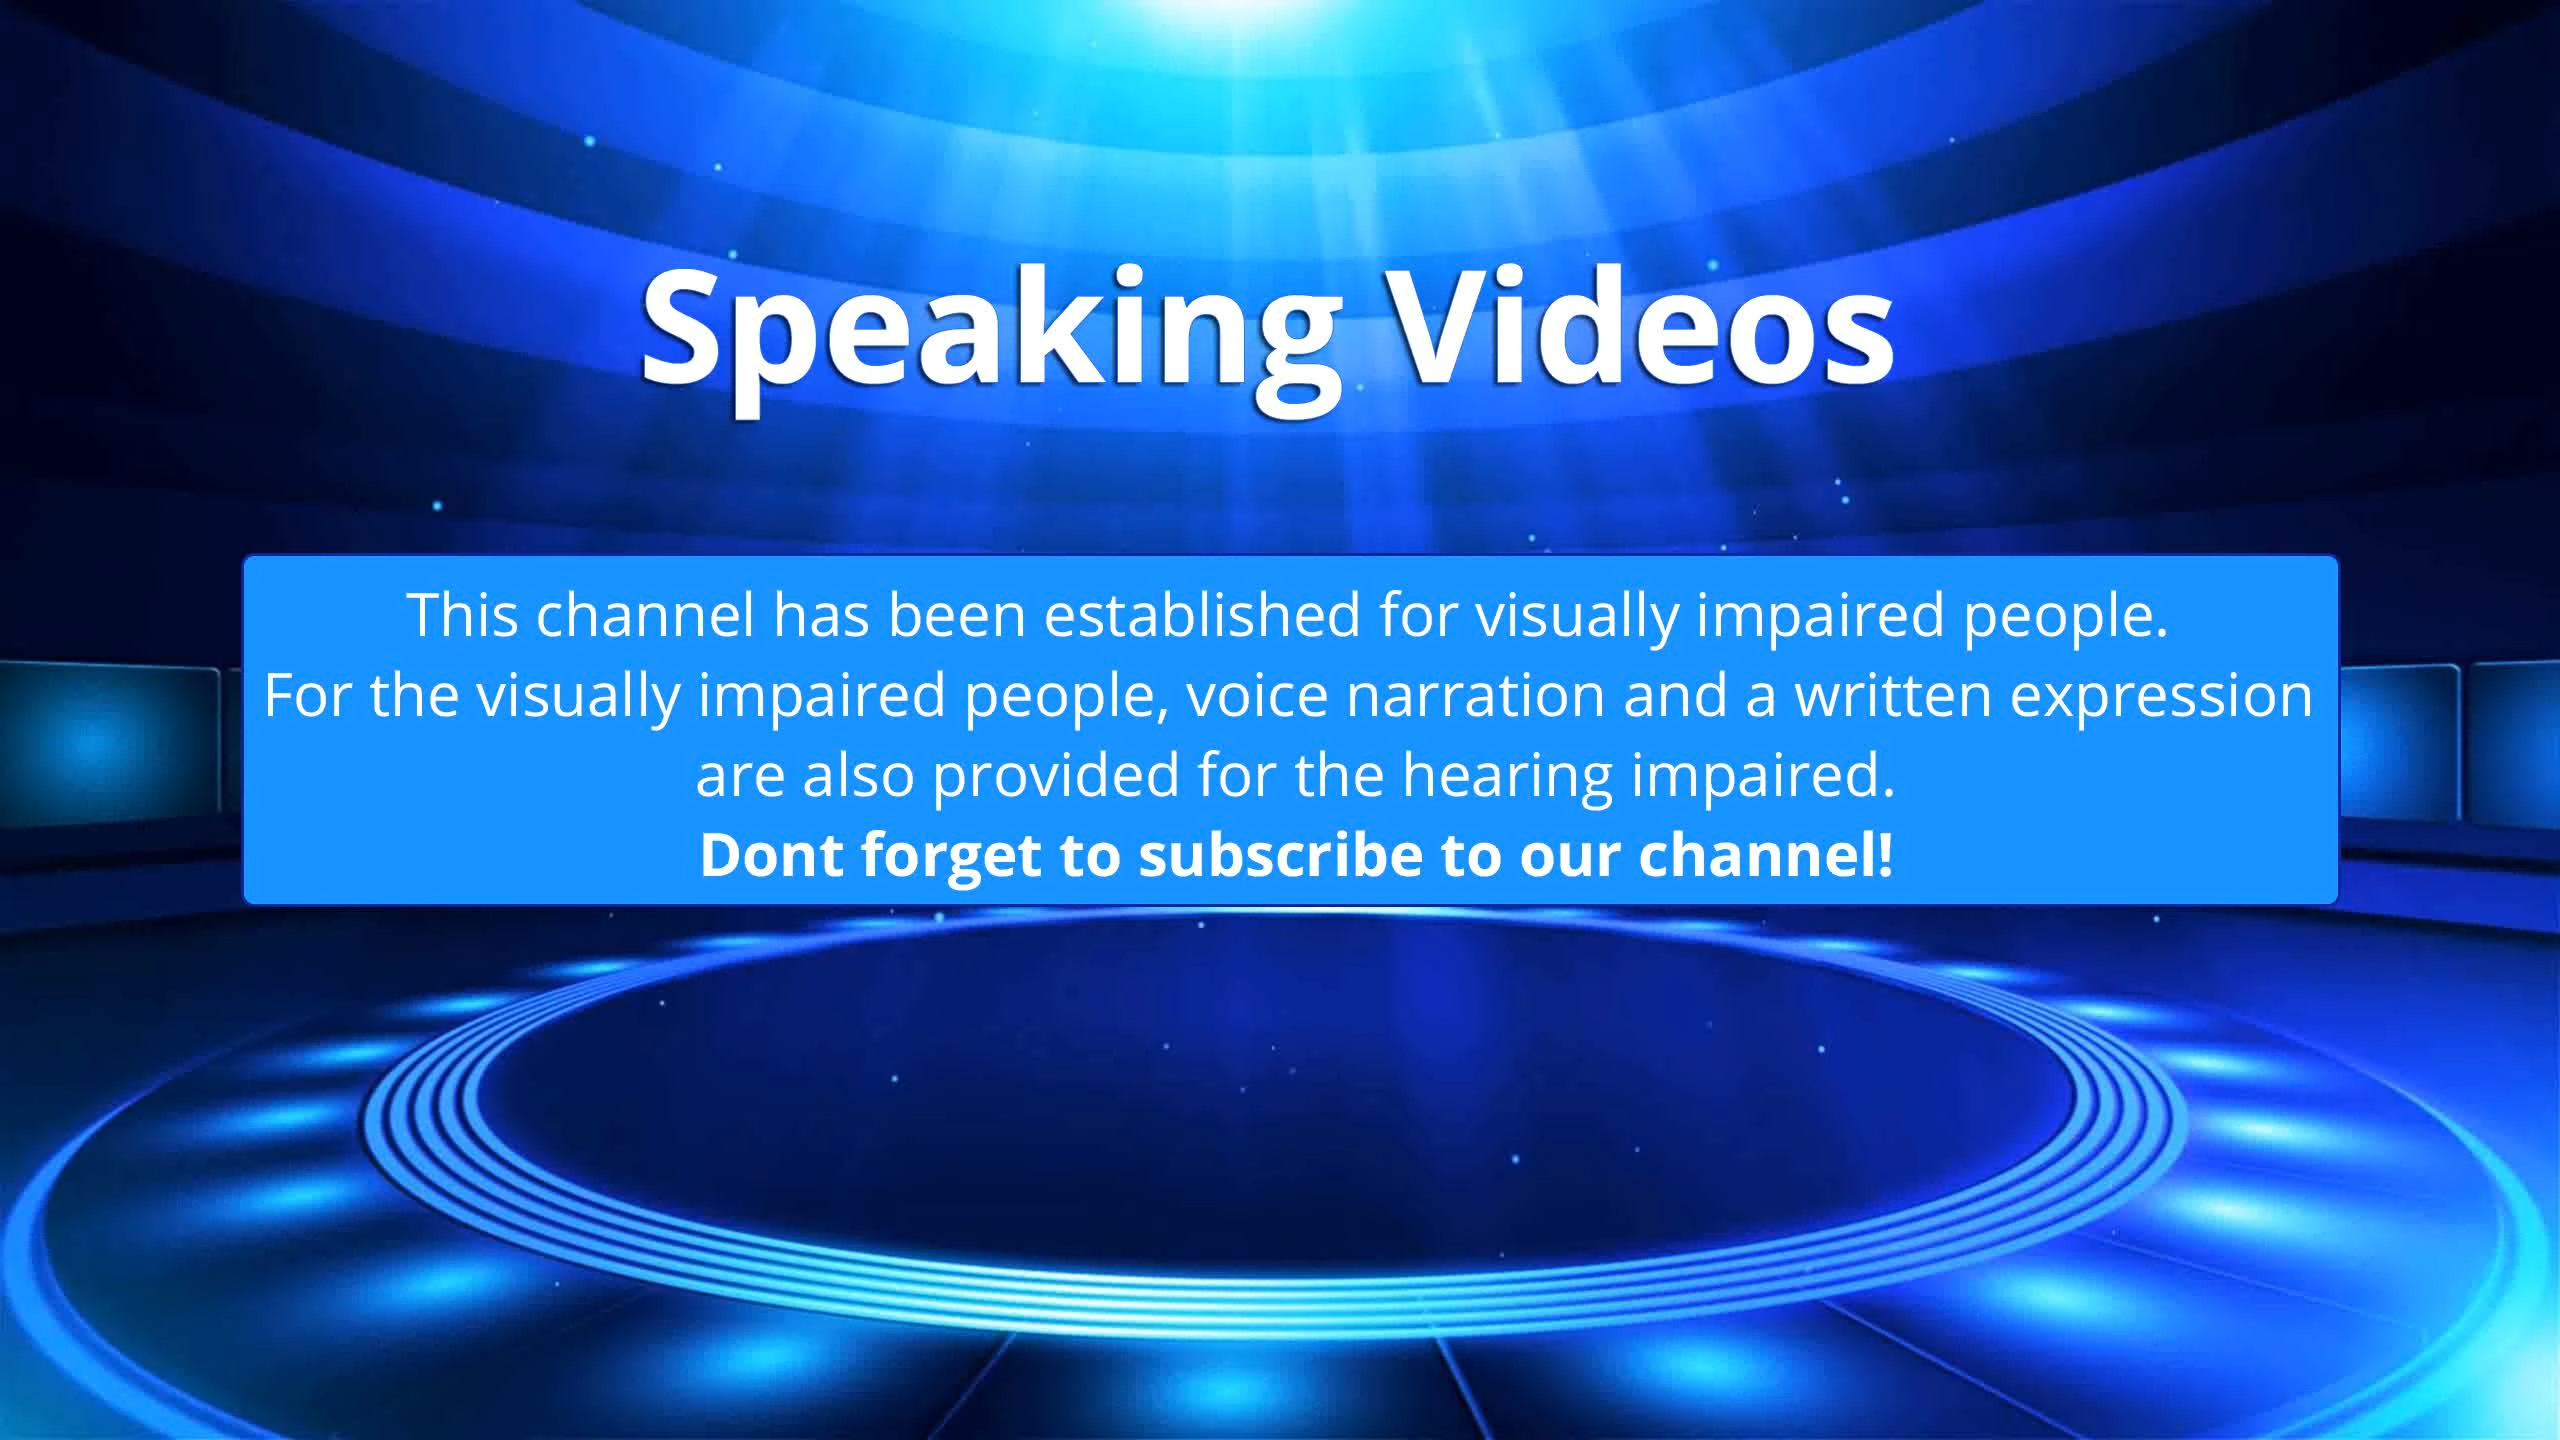 Speaking Videos
This channel has been established for visually impaired people.
For the visually impaired people, voice narration and a written expression
are also provided for the hearing impaired.
Dont forget to subscribe to our channel!